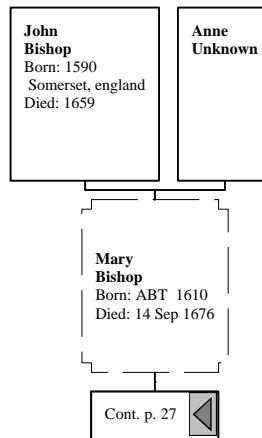 John
Bishop
Born: 1590
Somerset, england
Died: 1659
Anne
Unknown
Mary
Bishop
Born: ABT 1610
Died: 14 Sep 1676
Cont. p. 27